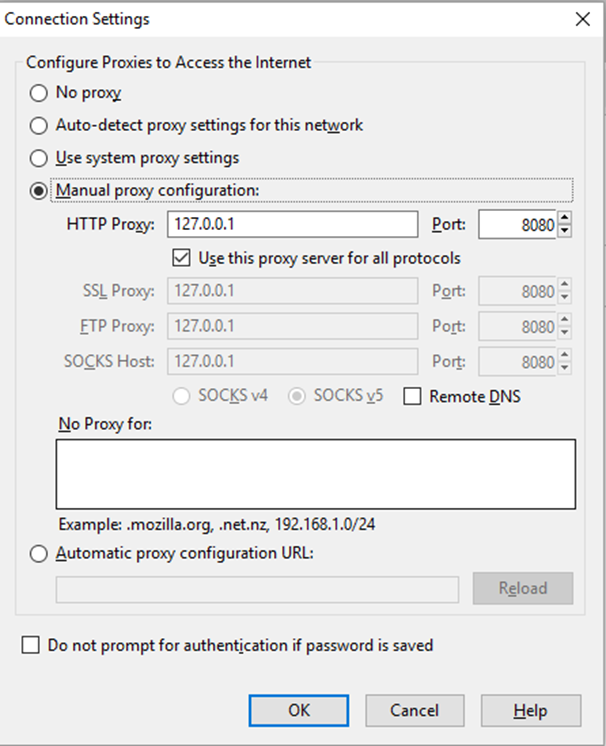 Connection Settings
Configure Proxies to Access the Internet
No proxy
Auto-detect proxy settings for this network
Use system proxy settings
Manual proxy configuration:
HTTP Proxy: 127.0.0.1 Port: 8080
Use this proxy server for all protocols
SSL Proxy: 127.0.0.1 Port: 8080
FTP Proxy: 127.0.0.1 Port: 8080
SOCKS Host: 127.0.0.1 Port: 8080
SOCKS v4 SOCKS v5 Remote DNS
No Proxy for:
Example: .mozilla.org, .net.nz, 192.168.1.0/24
Automatic proxy configuration URL:
Reload
Do not prompt for authentication if password is saved
OK Cancel Help